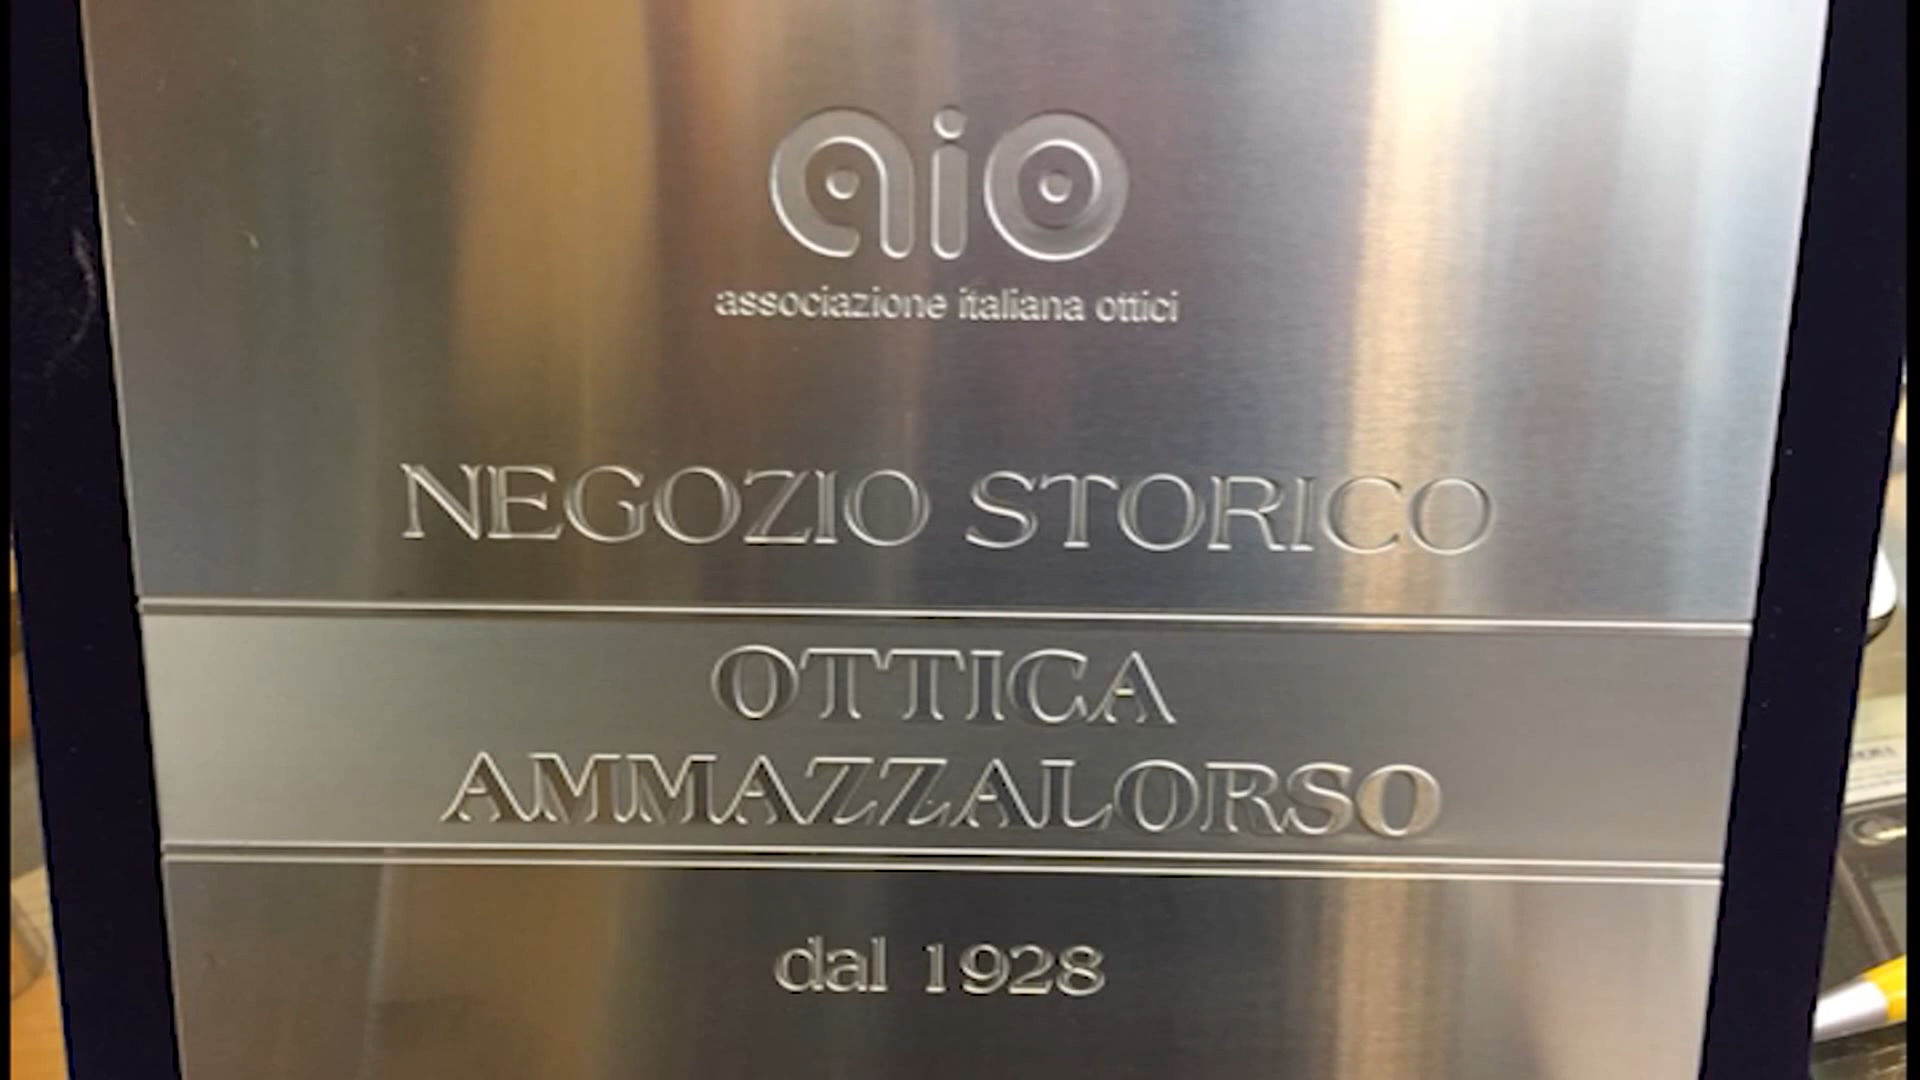 aio
associazione italiana ottici
NEGOZIO STORICO
OTTICA
AMMAZZALORSO
dal 1928